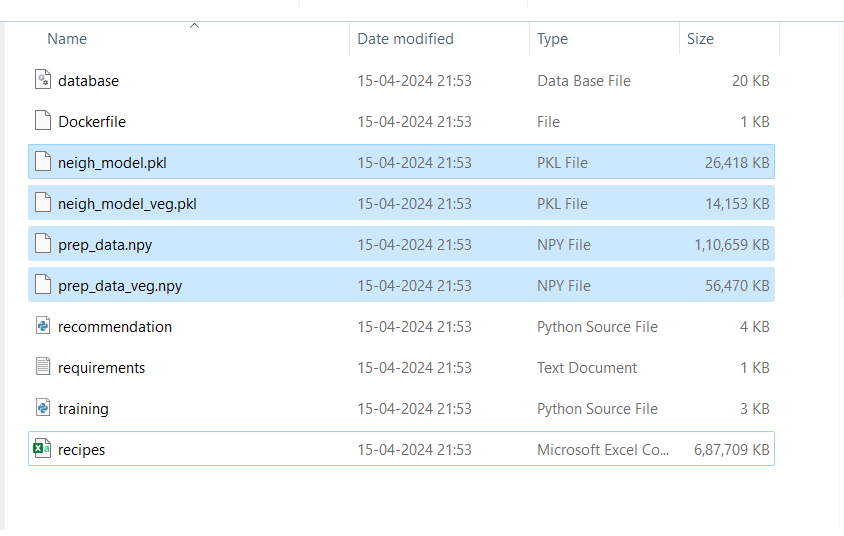 Name Date modified Type Size
database 15-04-2024 21:53 Data Base File 20 KB
Dockerfile 15-04-2024 21:53 File 1 KB
neigh_model.pkl 15-04-2024 21:53 PKL File 26,418 KB
neigh_model_veg.pkl 15-04-2024 21:53 PKL File 14,153 KB
prep_data.npy 15-04-2024 21:53 NPY File 1,10,659 KB
prep_data_veg.npy 15-04-2024 21:53 NPY File 56,470 KB
recommendation 15-04-2024 21:53 Python Source File 4 KB
requirements 15-04-2024 21:53 Text Document 1 KB
training 15-04-2024 21:53 Python Source File 3 KB
recipes 15-04-2024 21:53 Microsoft Excel Co... 6,87,709 KB